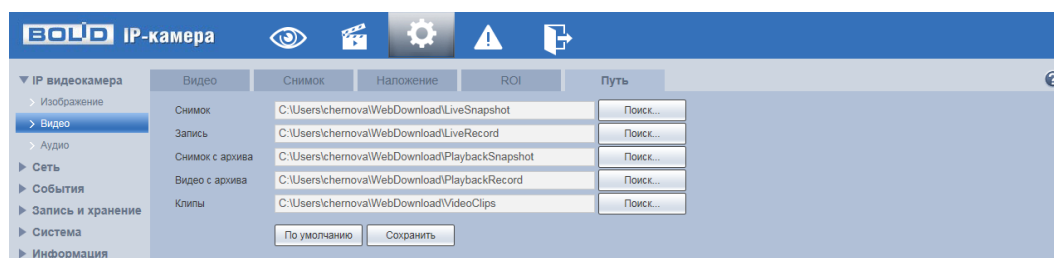 BOLID IP-камера
IP видеокамера
Изображение
Видео
Аудио
Сеть
События
Запись и хранение
Система
Информация
Видео Снимок Наложение ROI Путь
Снимок C:\Users\chernova\WebDownload\LiveSnapshot Поиск...
Запись C:\Users\chernova\WebDownload\LiveRecord Поиск...
Снимок с архива C:\Users\chernova\WebDownload\PlaybackSnapshot Поиск...
Видео с архива C:\Users\chernova\WebDownload\PlaybackRecord Поиск...
Клипы C:\Users\chernova\WebDownload\VideoClips Поиск...
По умолчанию Сохранить